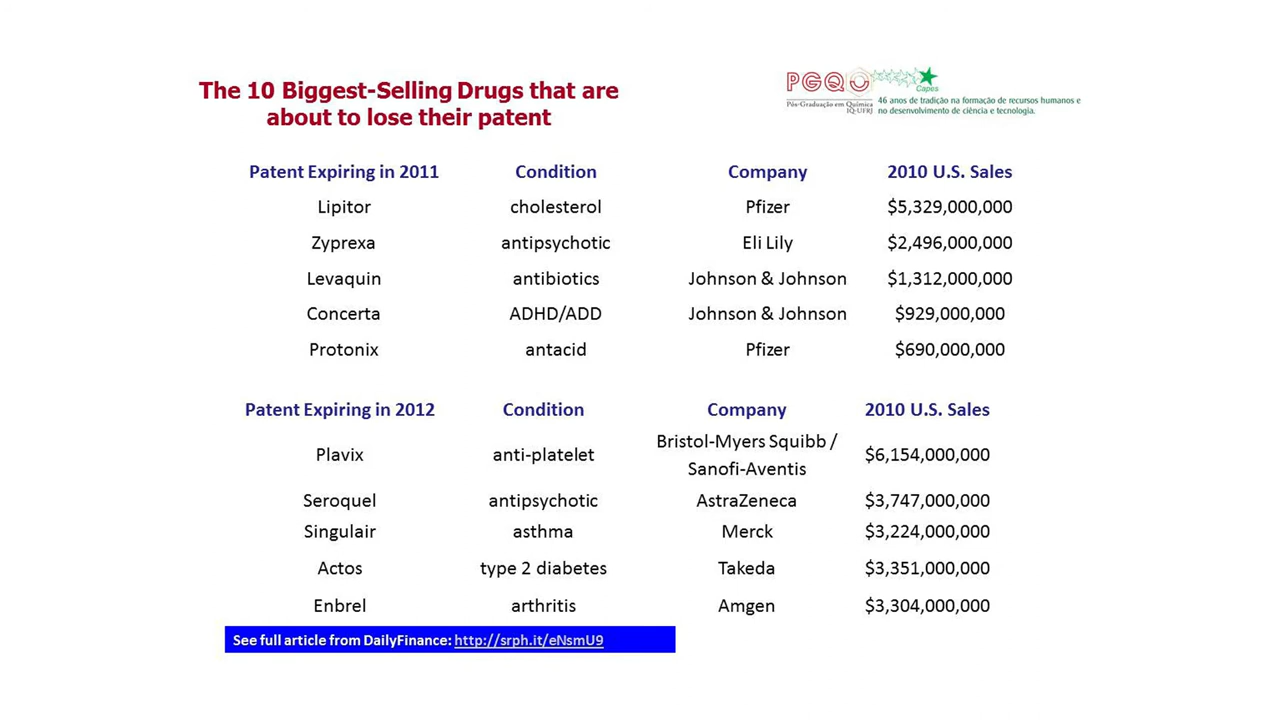 The 10 Biggest-Selling Drugs that are
about to lose their patent
PGQU
Capes
Pós-Graduação em Química
IQ-UFRJ
46 anos de tradição na formação de recursos humanos e
no desenvolvimento de ciência e tecnologia.
Patent Expiring in 2011 Condition Company 2010 U.S. Sales
Lipitor cholesterol Pfizer $5,329,000,000
Zyprexa antipsychotic Eli Lily $2,496,000,000
Levaquin antibiotics Johnson & Johnson $1,312,000,000
Concerta ADHD/ADD Johnson & Johnson $929,000,000
Protonix antacid Pfizer $690,000,000
Patent Expiring in 2012 Condition Company 2010 U.S. Sales
Plavix anti-platelet Bristol-Myers Squibb / $6,154,000,000
Sanofi-Aventis
Seroquel antipsychotic AstraZeneca $3,747,000,000
Singulair asthma Merck $3,224,000,000
Actos type 2 diabetes Takeda $3,351,000,000
Enbrel arthritis Amgen $3,304,000,000
See full article from DailyFinance: http://srph.it/eNsmU9